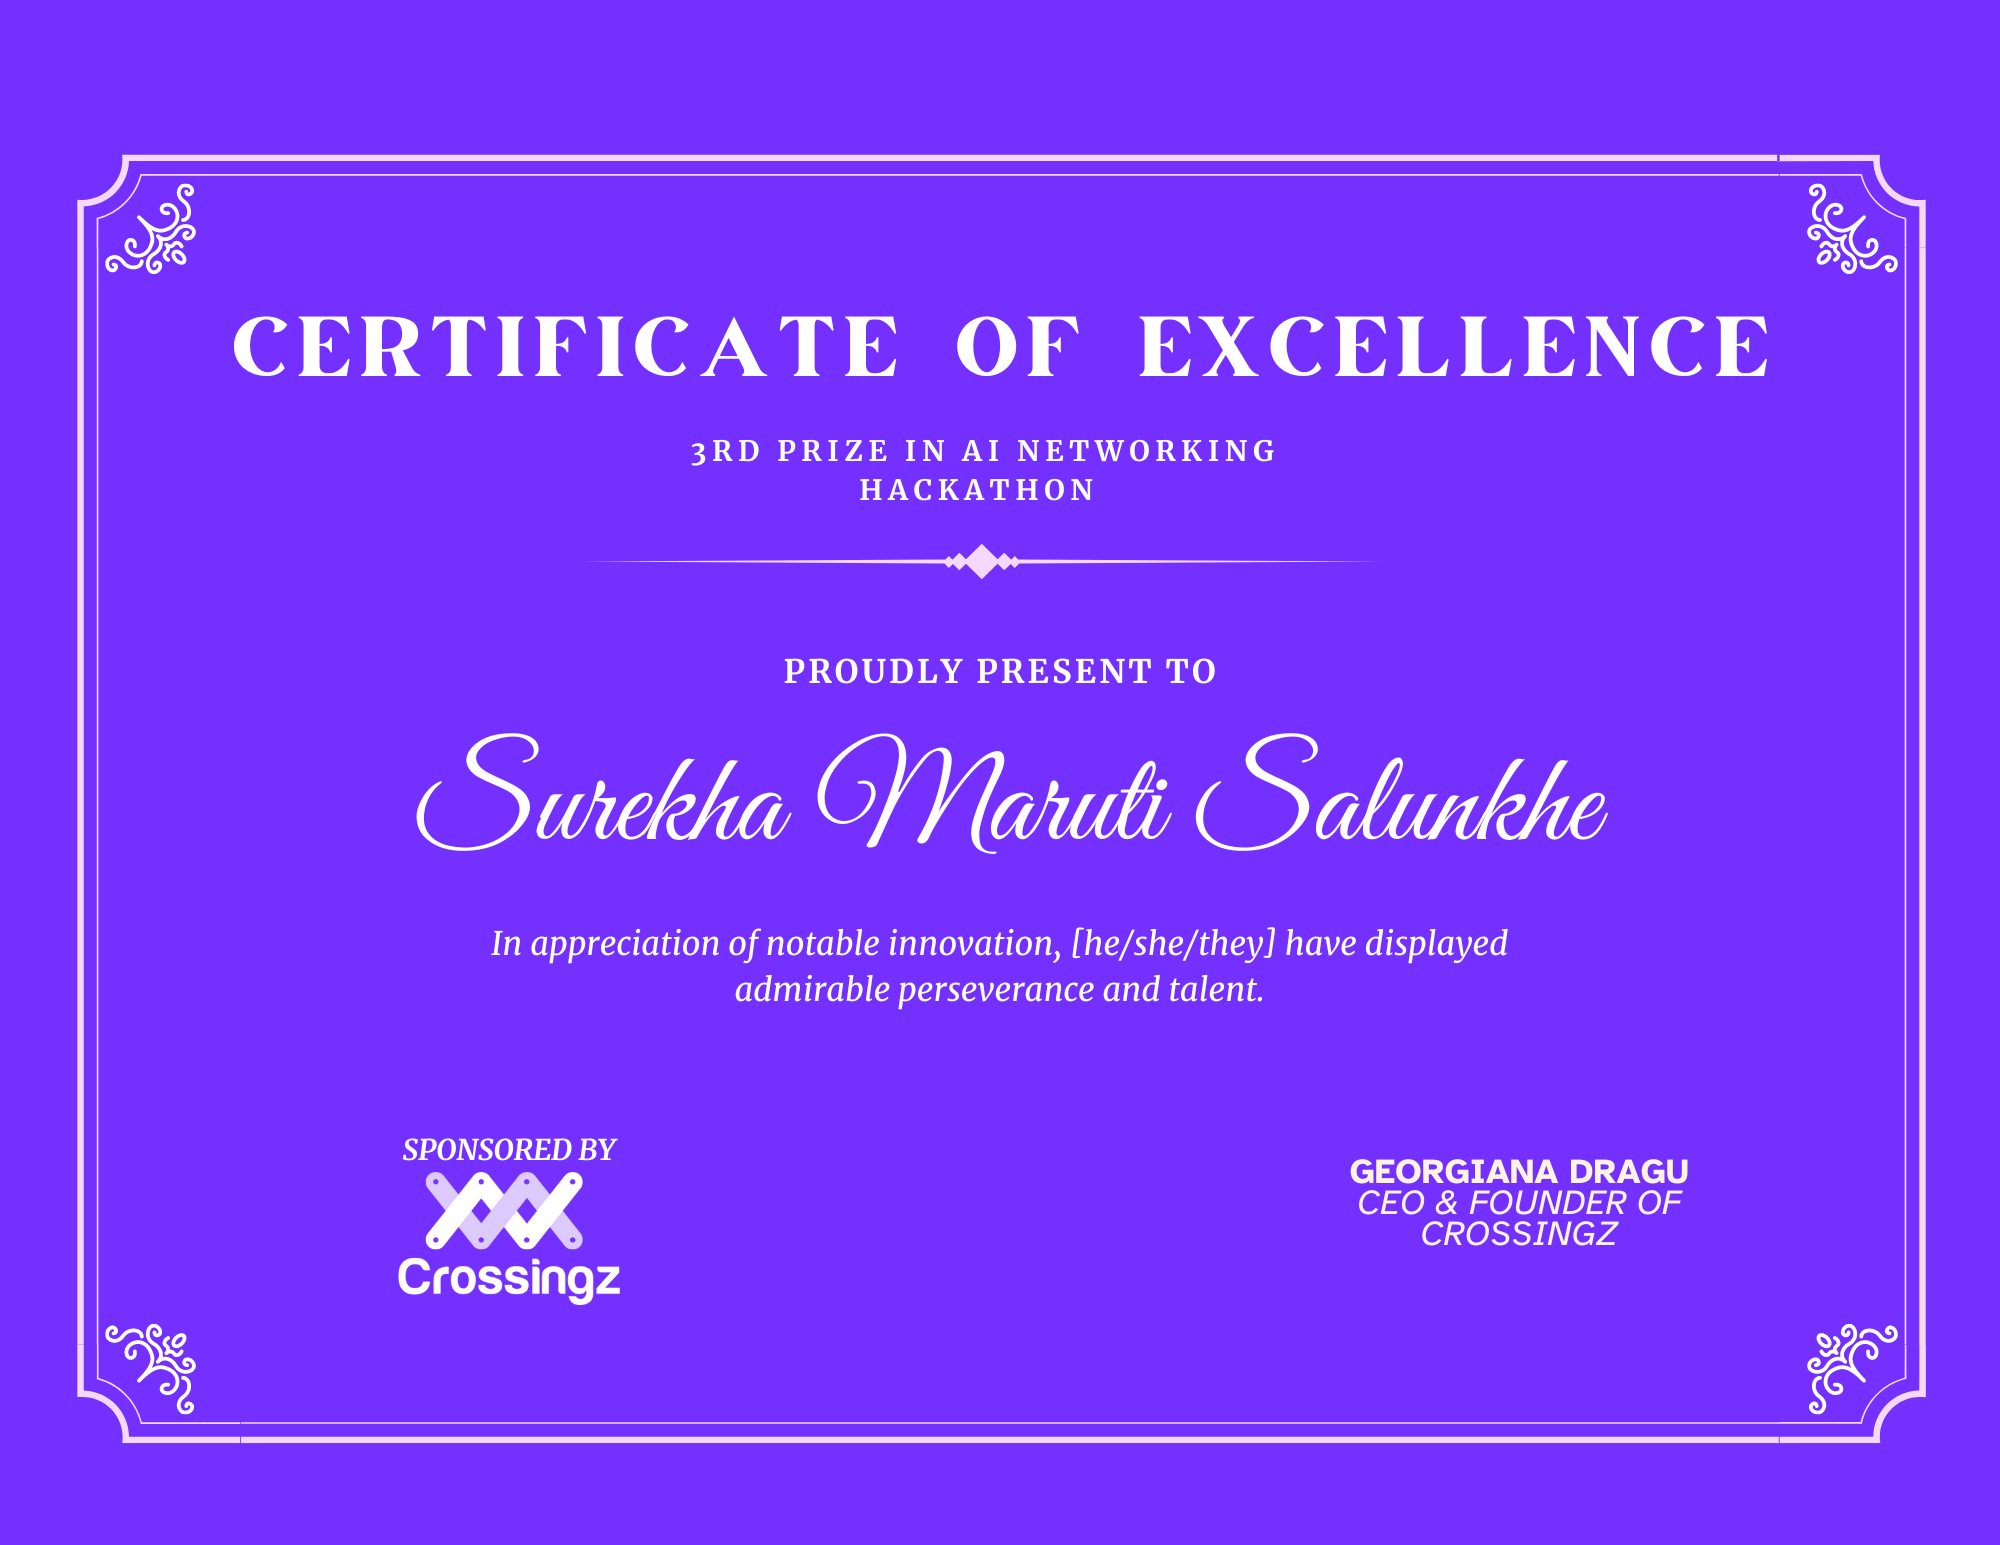 CERTIFICATE OF EXCELLENCE
3RD PRIZE IN AI NETWORKING
HACKATHON
PROUDLY PRESENT TO
Surekha Maruti Salunkhe
In appreciation of notable innovation, [he/she/they] have displayed
admirable perseverance and talent.
SPONSORED BY
Crossingz
GEORGIANA DRAGU
CEO & FOUNDER OF
CROSSINGZ